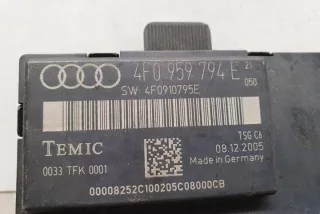 4F0 959 794 E 21
050
SW: 4F0910795E
TSG C6
TEMIC 08.12.2005
0033 TFK 0001 Made in Germany
00008252C100205C08000CB